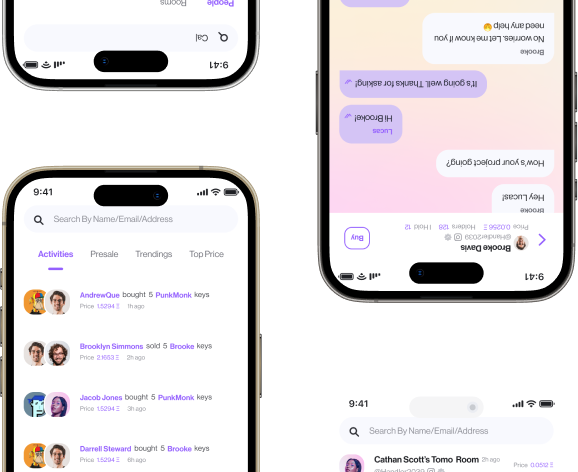 9:41
Cal
People Rooms
9:41
Search By Name/Email/Address
Activities Presale Trendings Top Price
AndrewQue bought 5 PunkMonk keys
Price 1.5294 Ξ 1h ago
Brooklyn Simmons sold 5 Brooke keys
Price 2.1653 Ξ 2h ago
Jacob Jones bought 5 PunkMonk keys
Price 1.5294 Ξ 3h ago
Darrell Steward bought 5 Brooke keys
Price 1.5294 Ξ 6h ago
9:41
Brooke Davis
@Handle2039
Price 0.0256 Ξ Holders 128 I Hold 12
Buy
Brooke
Hey Lucas!
How's your project going?
Lucas
Hi Brooke!
It's going well. Thanks for asking!
Brooke
No worries. Let me know if you
need any help
9:41
Search By Name/Email/Address
Cathan Scott's Tomo Room 2h ago
Price 0.0512 Ξ
@Handler2039